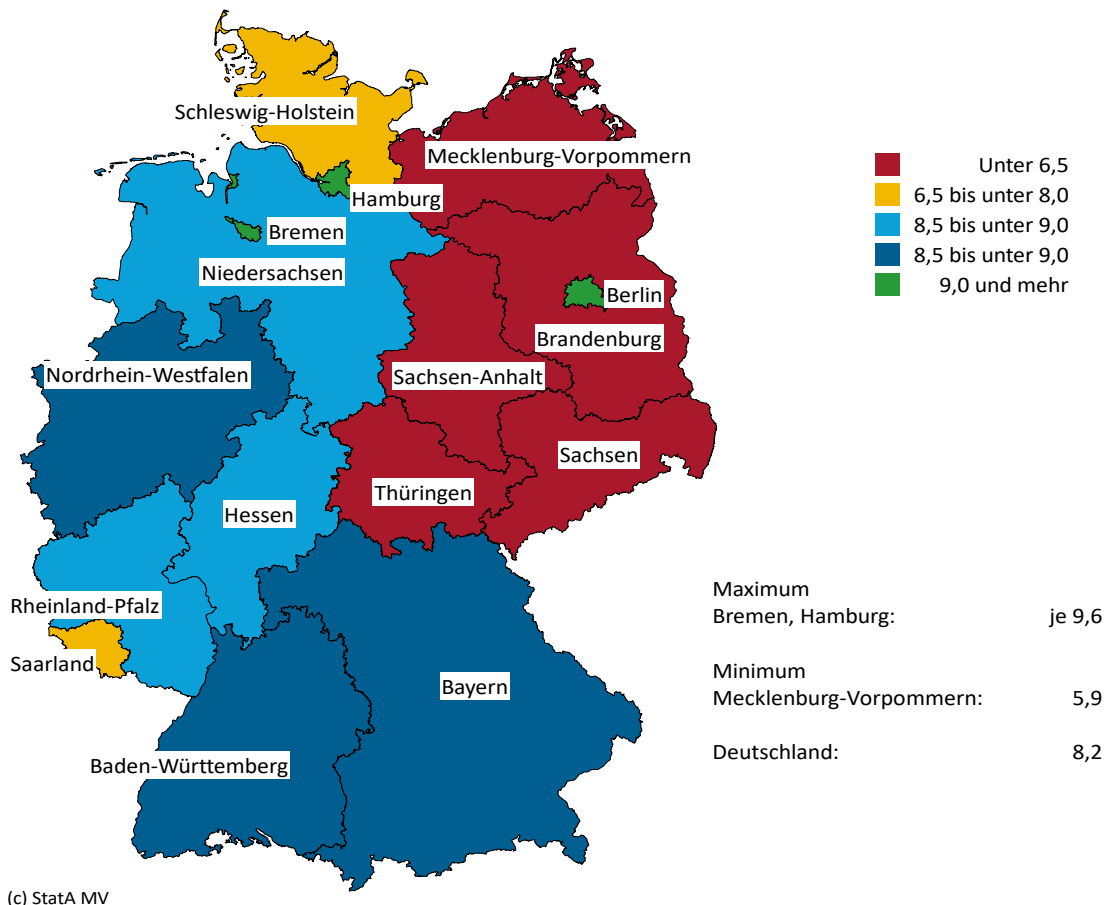 Schleswig-Holstein
Mecklenburg-Vorpommern
Hamburg
Bremen
Niedersachsen
Berlin
Brandenburg
Nordrhein-Westfalen
Sachsen-Anhalt
Sachsen
Thüringen
Hessen
Rheinland-Pfalz
Saarland
Bayern
Baden-Württemberg
Unter 6,5
6,5 bis unter 8,0
8,5 bis unter 9,0
8,5 bis unter 9,0
9,0 und mehr
Maximum
Bremen, Hamburg: je 9,6
Minimum
Mecklenburg-Vorpommern: 5,9
Deutschland: 8,2
(c) StatA MV